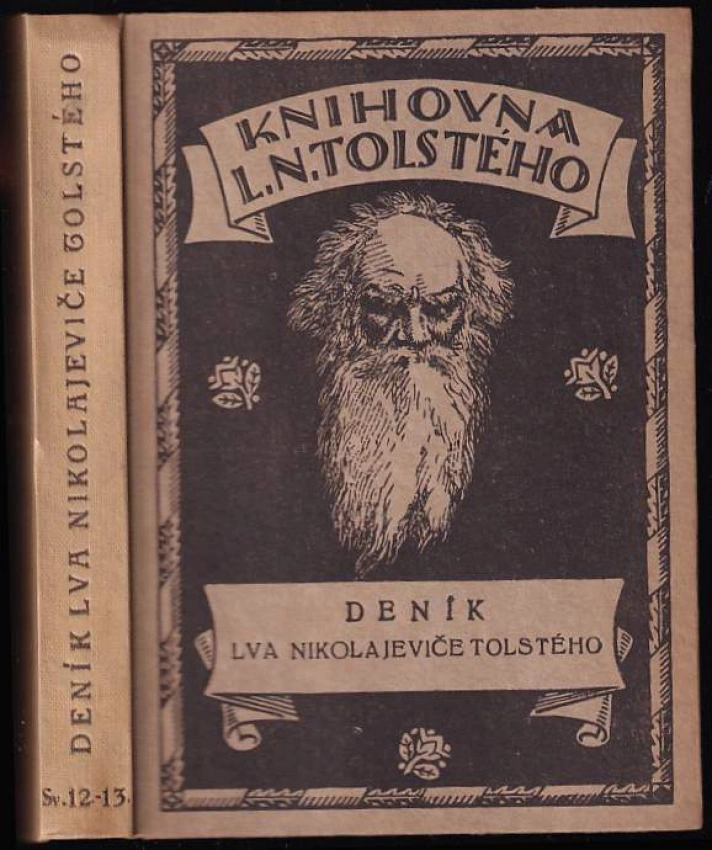 DENÍK LVA NIKOLAJEVIČE TOLSTÉHO
Sv.12.-13.
KNIHOVNA
L.N.TOLSTÉHO
DENÍK
LVA NIKOLAJEVIČE TOLSTÉHO